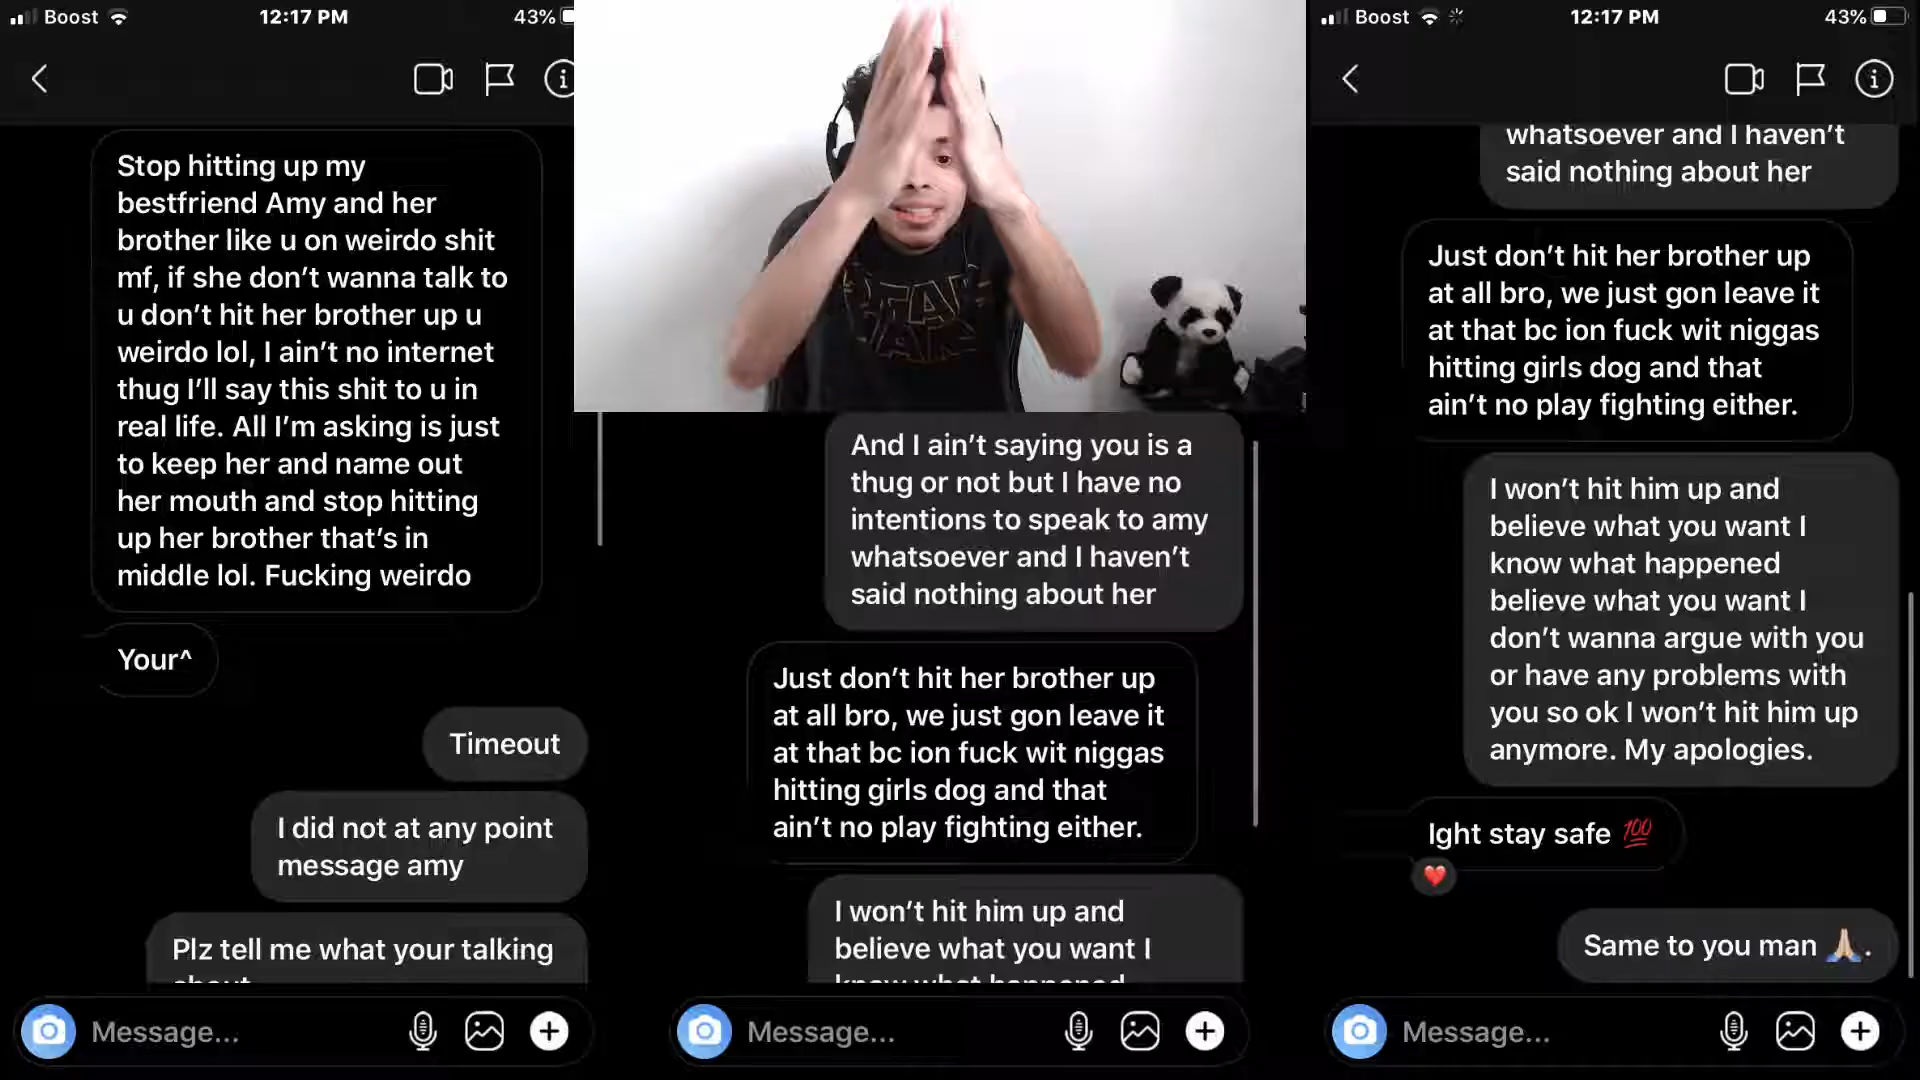 Boost
12:17 PM
43%
Stop hitting up my
bestfriend Amy and her
brother like u on weirdo shit
mf, if she don’t wanna talk to
u don’t hit her brother up u
weirdo lol, I ain’t no internet
thug I’ll say this shit to u in
real life. All I’m asking is just
to keep her and name out
her mouth and stop hitting
up her brother that’s in
middle lol. Fucking weirdo
Your^
Timeout
I did not at any point
message amy
Plz tell me what your talking
about
Message...
STAR
WARS
And I ain’t saying you is a
thug or not but I have no
intentions to speak to amy
whatsoever and I haven’t
said nothing about her
Just don’t hit her brother up
at all bro, we just gon leave it
at that bc ion fuck wit niggas
hitting girls dog and that
ain’t no play fighting either.
I won’t hit him up and
believe what you want I
know what happened
Message...
Boost
12:17 PM
43%
whatsoever and I haven’t
said nothing about her
Just don’t hit her brother up
at all bro, we just gon leave it
at that bc ion fuck wit niggas
hitting girls dog and that
ain’t no play fighting either.
I won’t hit him up and
believe what you want I
know what happened
believe what you want I
don’t wanna argue with you
or have any problems with
you so ok I won’t hit him up
anymore. My apologies.
Ight stay safe 💯
Same to you man 🙏🏼.
Message...